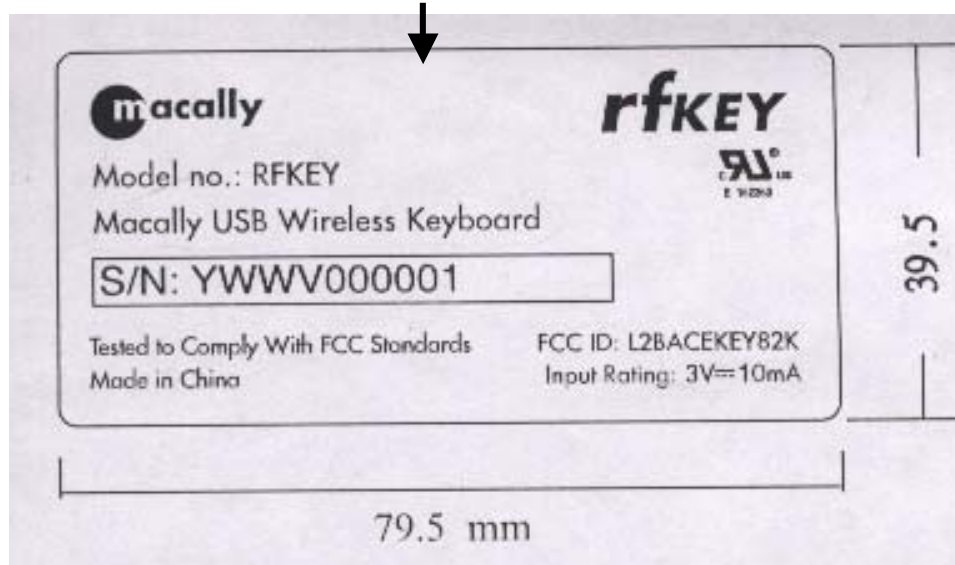 macally
rfKEY
Model no.: RFKEY
Macally USB Wireless Keyboard
S/N: YWWV000001
Tested to Comply With FCC Standards
FCC ID: L2BACEKEY82K
Made in China
Input Rating: 3V⎓10mA
39.5
79.5 mm